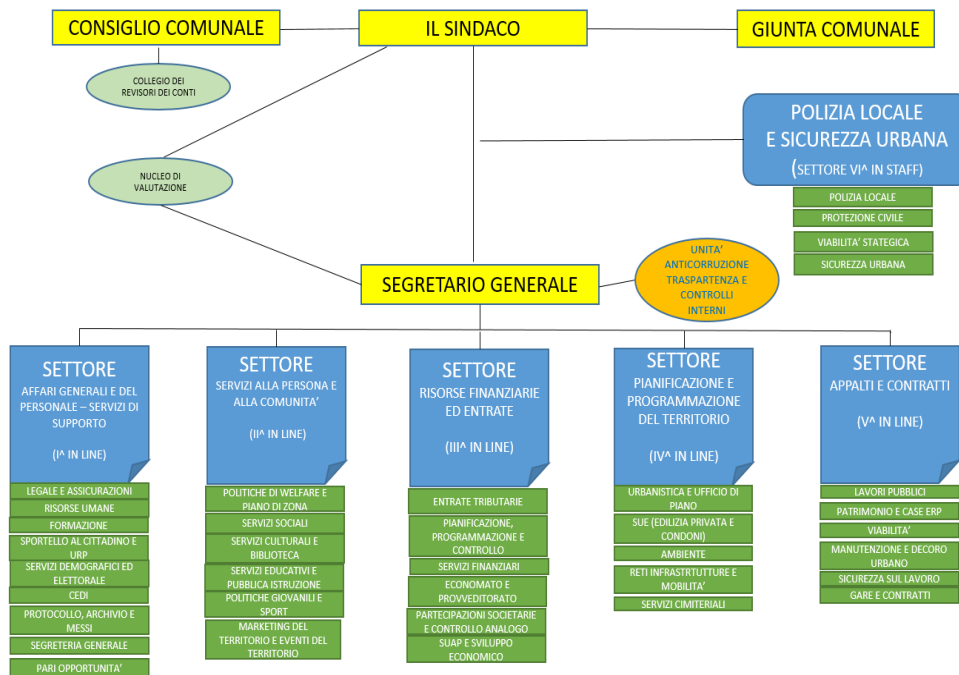 CONSIGLIO COMUNALE
IL SINDACO
GIUNTA COMUNALE
COLLEGIO DEI
REVISORI DEI CONTI
NUCLEO DI
VALUTAZIONE
POLIZIA LOCALE
E SICUREZZA URBANA
(SETTORE VI^ IN STAFF)
POLIZIA LOCALE
PROTEZIONE CIVILE
VIABILITA' STATEGICA
SICUREZZA URBANA
SEGRETARIO GENERALE
UNITA'
ANTICORRUZIONE
TRASPARTENZA E
CONTROLLI
INTERNI
SETTORE
AFFARI GENERALI E DEL
PERSONALE – SERVIZI DI
SUPPORTO
(I^ IN LINE)
LEGALE E ASSICURAZIONI
RISORSE UMANE
FORMAZIONE
SPORTELLO AL CITTADINO E
URP
SERVIZI DEMOGRAFICI ED
ELETTORALE
CEDI
PROTOCOLLO, ARCHIVIO E
MESSI
SEGRETERIA GENERALE
PARI OPPORTUNITA'
SETTORE
SERVIZI ALLA PERSONA E
ALLA COMUNITA'
(II^ IN LINE)
POLITICHE DI WELFARE E
PIANO DI ZONA
SERVIZI SOCIALI
SERVIZI CULTURALI E
BIBLIOTECA
SERVIZI EDUCATIVI E
PUBBLICA ISTRUZIONE
POLITICHE GIOVANILI E
SPORT
MARKETING DEL
TERRITORIO E EVENTI DEL
TERRITORIO
SETTORE
RISORSE FINANZIARIE
ED ENTRATE
(III^ IN LINE)
ENTRATE TRIBUTARIE
PIANIFICAZIONE,
PROGRAMMAZIONE E
CONTROLLO
SERVIZI FINANZIARI
ECONOMATO E
PROVVEDITORATO
PARTECIPAZIONI SOCIETARIE
E CONTROLLO ANALOGO
SUAP E SVILUPPO
ECONOMICO
SETTORE
PIANIFICAZIONE E
PROGRAMMAZIONE
DEL TERRITORIO
(IV^ IN LINE)
URBANISTICA E UFFICIO DI
PIANO
SUE (EDILIZIA PRIVATA E
CONDONI)
AMBIENTE
RETI INFRASTRTUTTURE E
MOBILITA'
SERVIZI CIMITERIALI
SETTORE
APPALTI E CONTRATTI
(V^ IN LINE)
LAVORI PUBBLICI
PATRIMONIO E CASE ERP
VIABILITA'
MANUTENZIONE E DECORO
URBANO
SICUREZZA SUL LAVORO
GARE E CONTRATTI